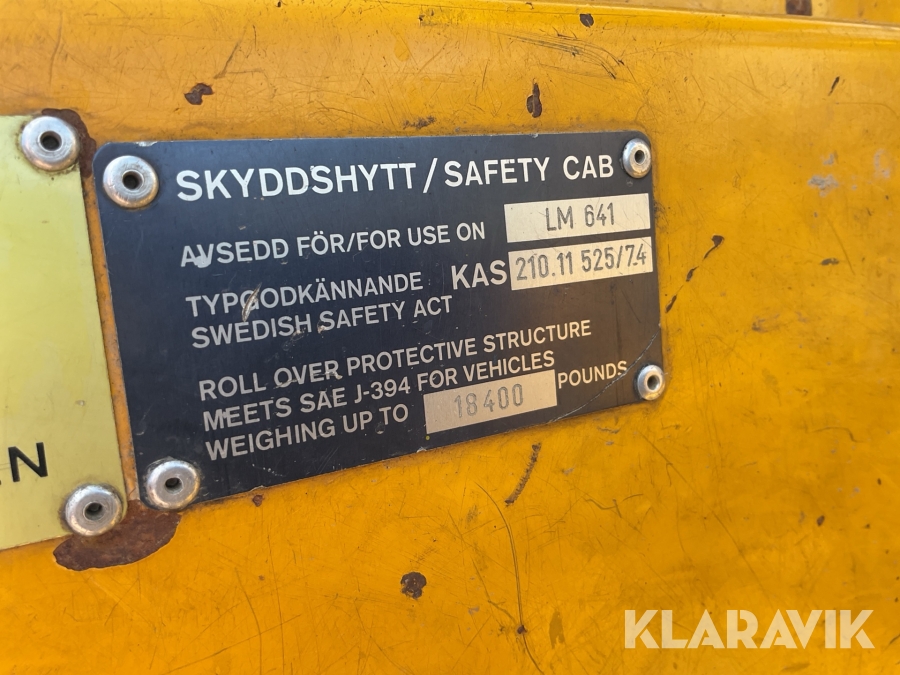 SKYDDSHYTT/SAFETY CAB
AVSEDD FÖR/FOR USE ON LM 641
TYPGODKÄNNANDE KAS 210.11 525/74
SWEDISH SAFETY ACT
ROLL OVER PROTECTIVE STRUCTURE
MEETS SAE J-394 FOR VEHICLES
WEIGHING UP TO 18400 POUNDS
KLARAVIK